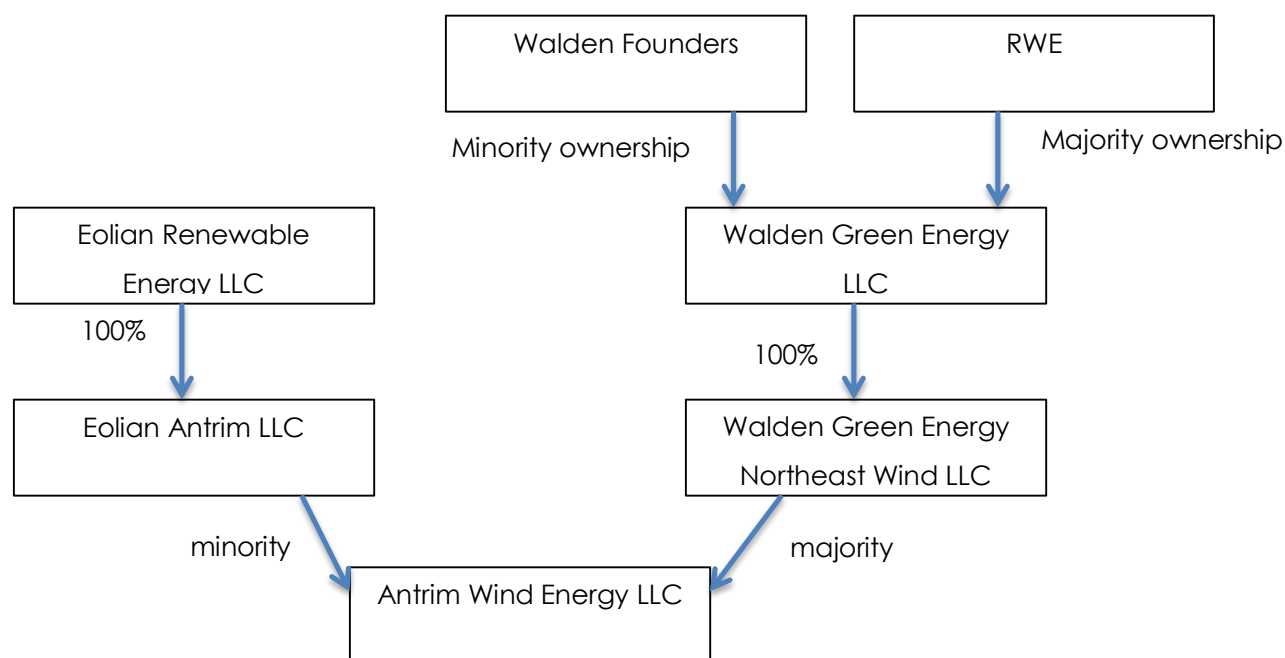 Walden Founders
RWE
Minority ownership
Majority ownership
Eolian Renewable
Energy LLC
Walden Green Energy
LLC
100%
100%
Eolian Antrim LLC
Walden Green Energy
Northeast Wind LLC
minority
majority
Antrim Wind Energy LLC